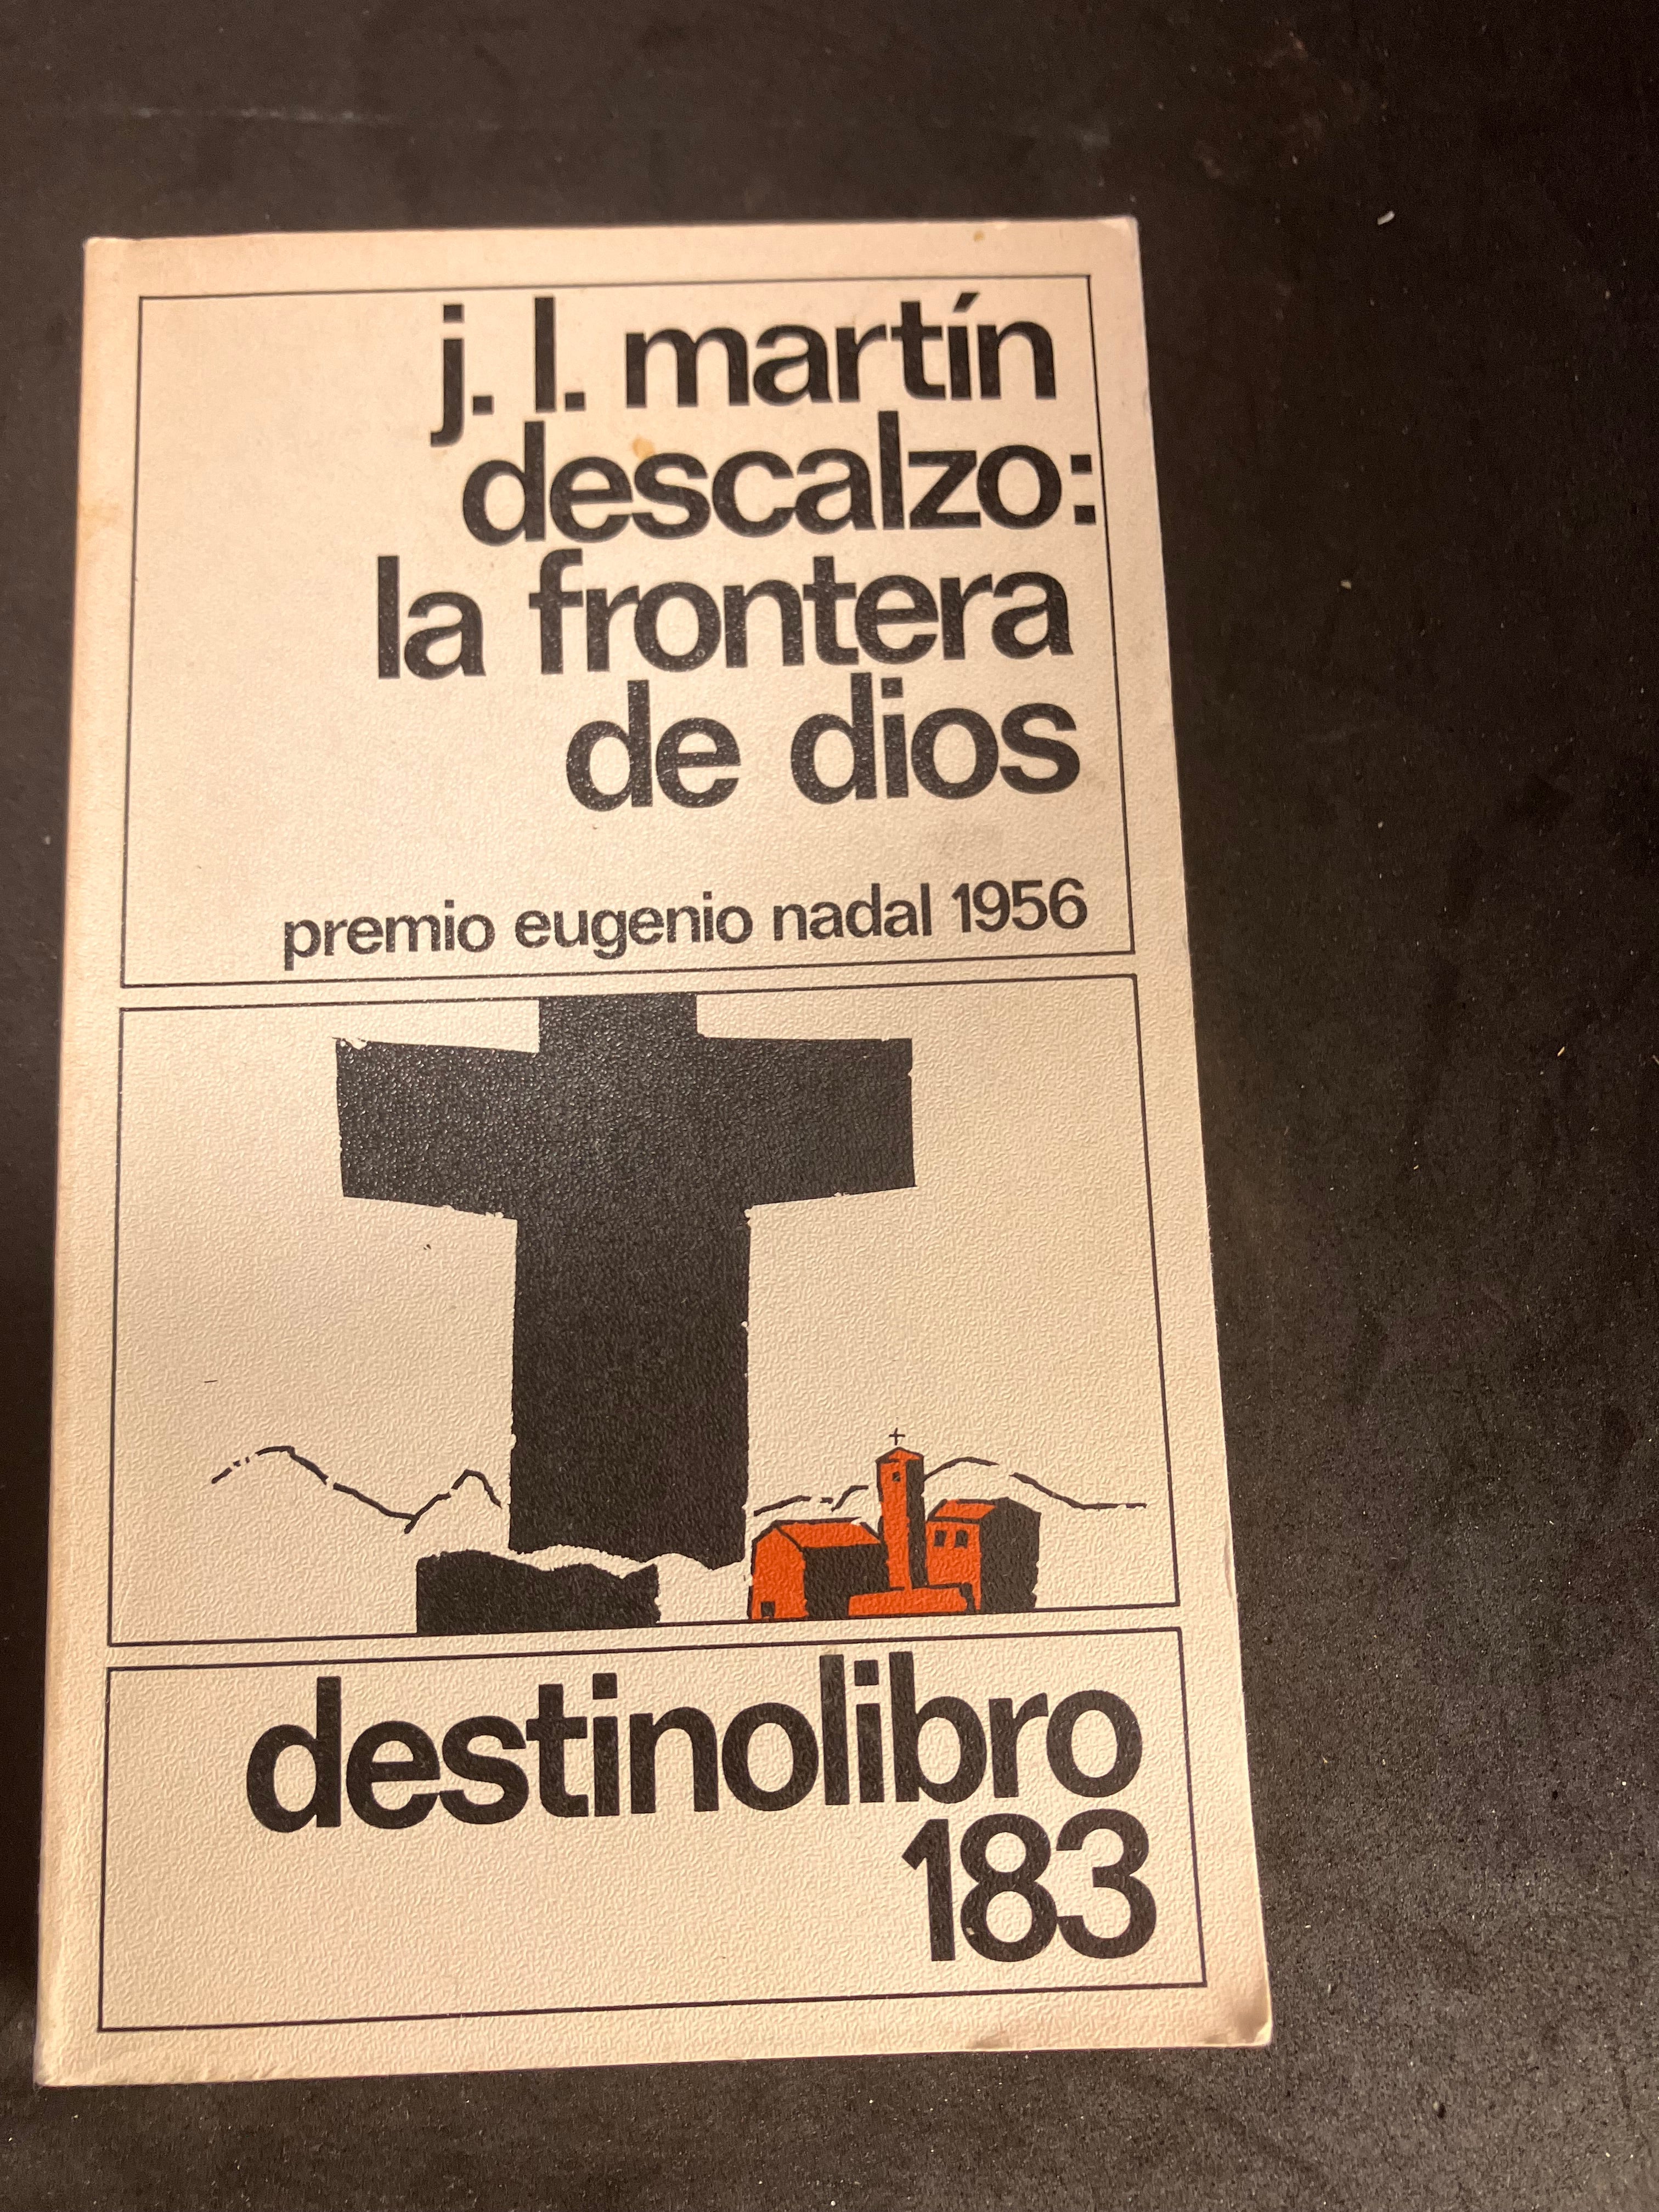 j. l. martín
descalzo:
la frontera
de dios
premio eugenio nadal 1956
destinolibro
183